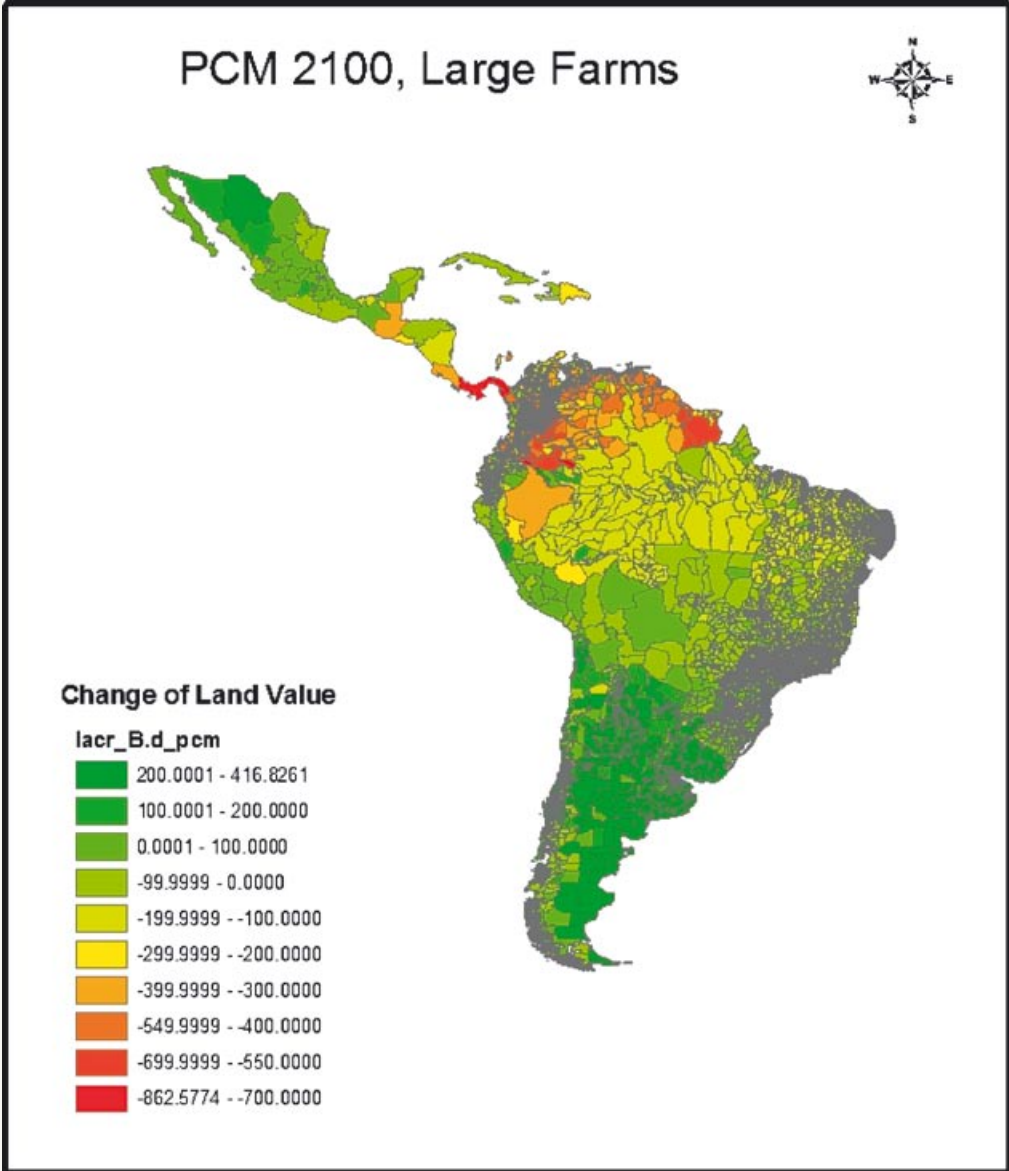 PCM 2100, Large Farms
N
W E
S
Change of Land Value
lacr_B.d_pcm
200.0001 - 416.8261
100.0001 - 200.0000
0.0001 - 100.0000
-99.9999 - 0.0000
-199.9999 - -100.0000
-299.9999 - -200.0000
-399.9999 - -300.0000
-549.9999 - -400.0000
-699.9999 - -550.0000
-862.5774 - -700.0000